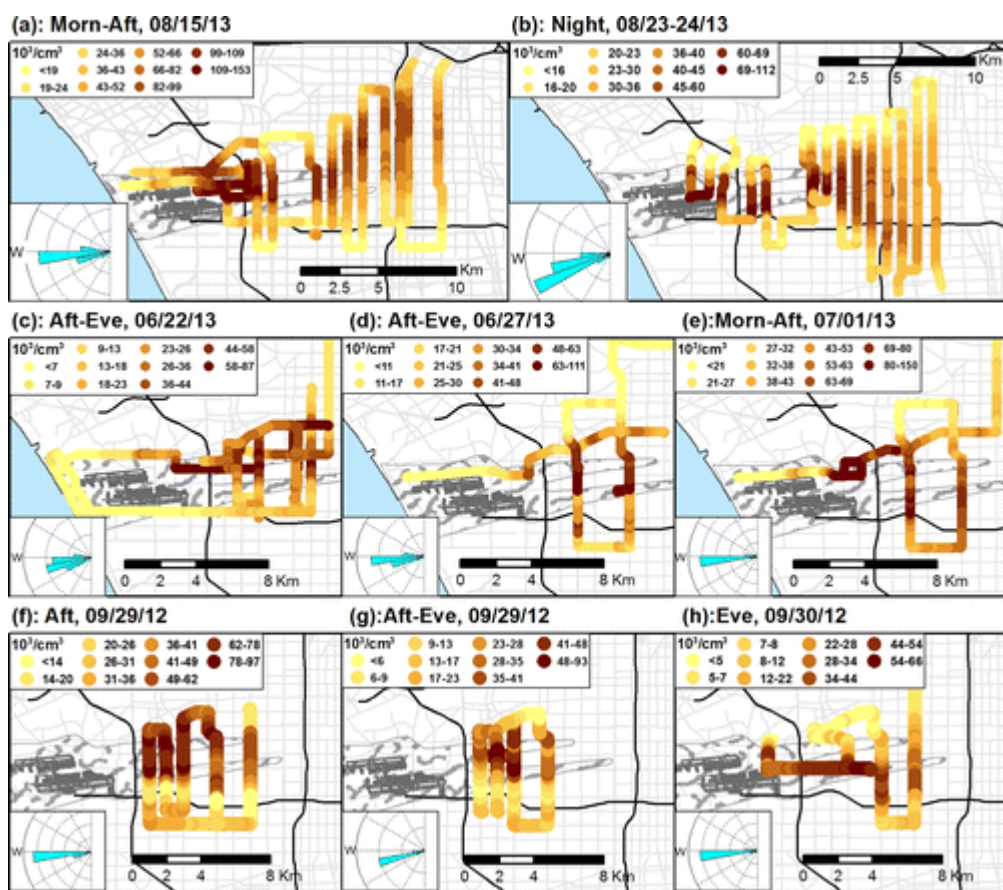 (a): Morn-Aft, 08/15/13
10³/cm³
<19
19-24
24-36
36-43
43-52
52-66
66-82
82-99
99-109
109-153
W
Km
0 2.5 5 10
(b): Night, 08/23-24/13
10³/cm³
<16
16-20
20-23
23-30
30-36
36-40
40-45
45-60
60-69
69-112
Km
0 2.5 5 10
W
(c): Aft-Eve, 06/22/13
10³/cm³
<7
7-9
9-13
13-18
18-23
23-26
26-36
36-44
44-58
58-87
W
0 2 4 8 Km
(d): Aft-Eve, 06/27/13
10³/cm³
<11
11-17
17-21
21-25
25-30
30-34
34-41
41-48
48-63
63-111
W
0 2 4 8 Km
(e):Morn-Aft, 07/01/13
10³/cm³
<21
21-27
27-32
32-38
38-43
43-53
53-63
63-69
69-80
80-150
W
0 2 4 8 Km
(f): Aft, 09/29/12
10³/cm³
<14
14-20
20-26
26-31
31-36
36-41
41-49
49-62
62-78
78-97
W
0 2 4 8 Km
(g):Aft-Eve, 09/29/12
10³/cm³
<6
6-9
9-13
13-17
17-23
23-28
28-35
35-41
41-48
48-93
W
0 2 4 8 Km
(h): Eve, 09/30/12
10³/cm³
<5
5-7
7-8
8-12
12-22
22-28
28-34
34-44
44-54
54-66
W
0 2 4 8 Km